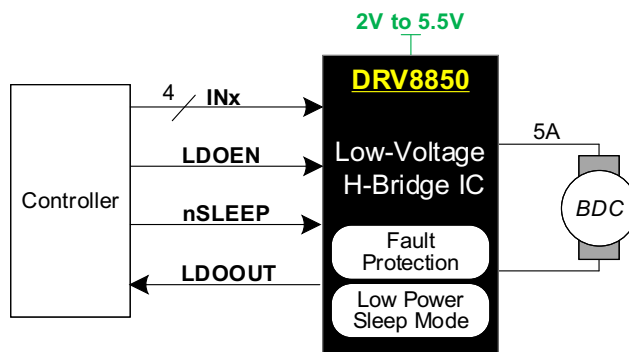 2V to 5.5V
DRV8850
4
INx
LDOEN
Low-Voltage
H-Bridge IC
5A
Controller
nSLEEP
BDC
Fault
Protection
LDOOUT
Low Power
Sleep Mode